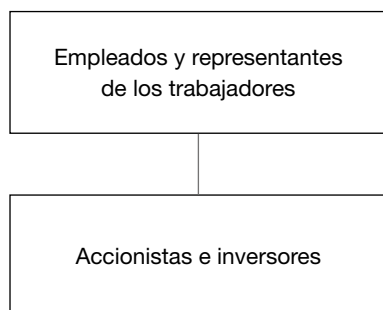 Empleados y representantes
de los trabajadores
Accionistas e inversores